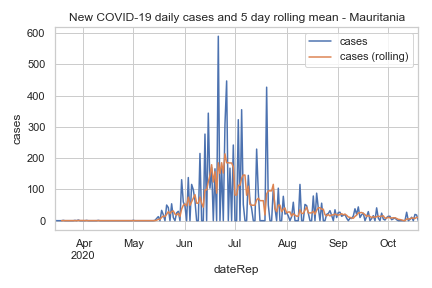 New COVID-19 daily cases and 5 day rolling mean - Mauritania
cases
cases (rolling)
600
500
400
300
200
100
0
cases
Apr May Jun Jul Aug Sep Oct
2020
dateRep